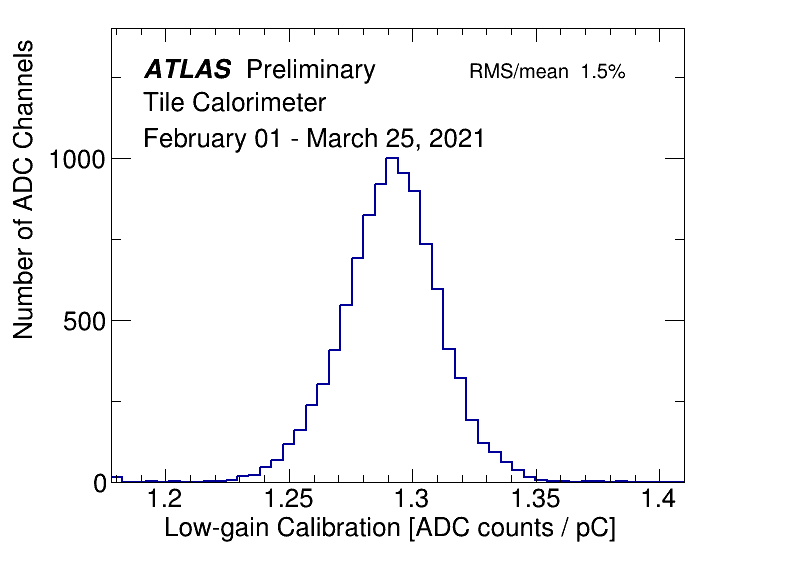 ATLAS Preliminary
RMS/mean 1.5%
Tile Calorimeter
February 01 - March 25, 2021
Number of ADC Channels
1000
500
0
1.2 1.25 1.3 1.35 1.4
Low-gain Calibration [ADC counts / pC]